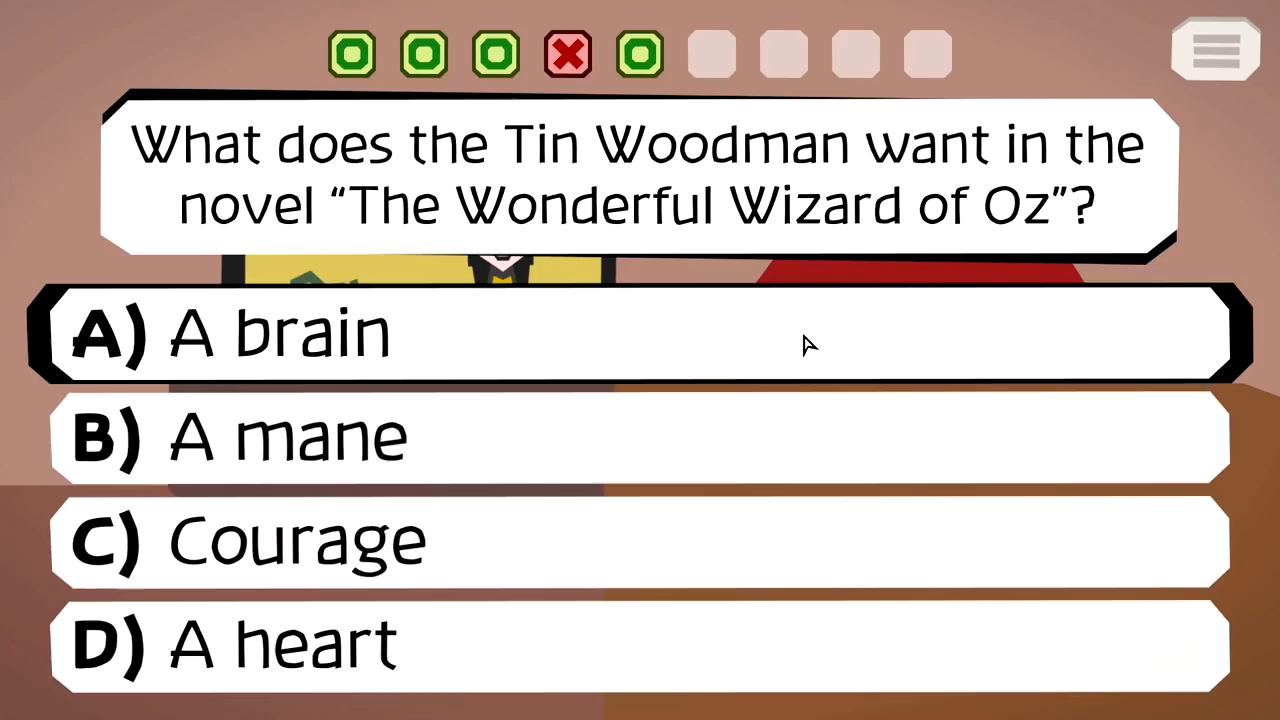 What does the Tin Woodman want in the
novel “The Wonderful Wizard of Oz”?
A) A brain
B) A mane
C) Courage
D) A heart